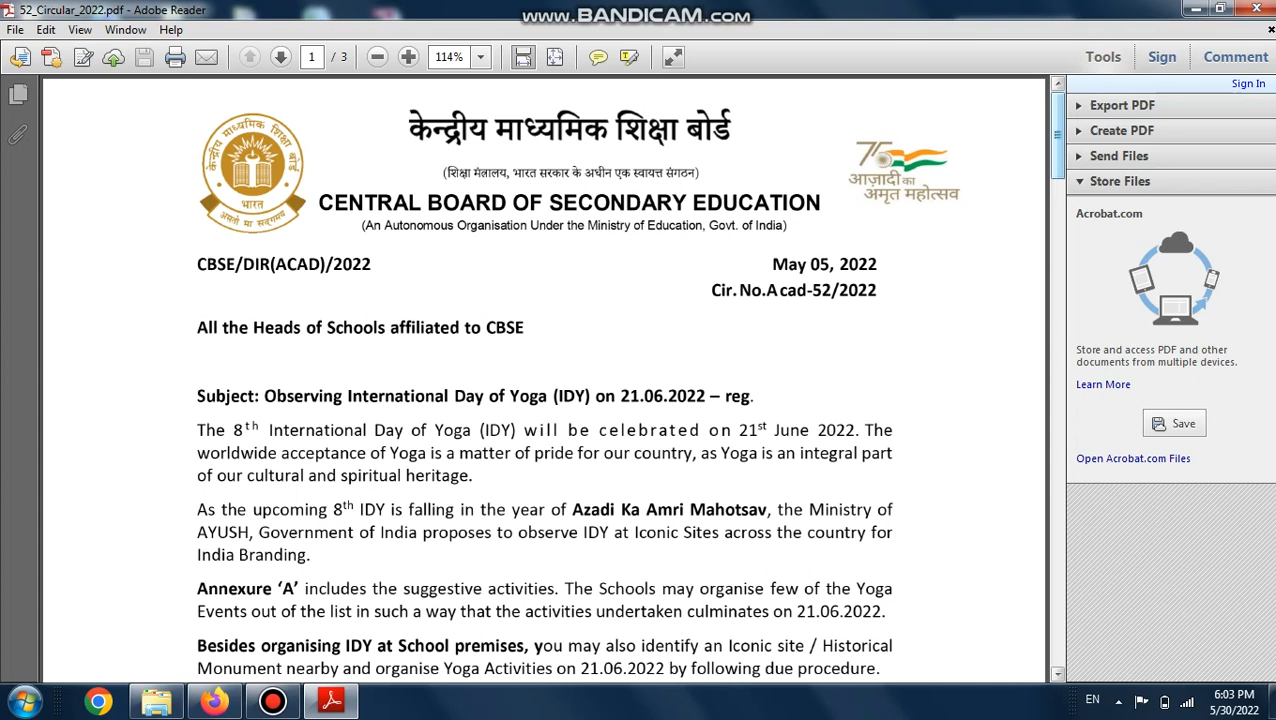 52_Circular_2022.pdf - Adobe Reader
www.BANDICAM.com
File Edit View Window Help
1 / 3 114% Tools Sign Comment
Sign In
Export PDF
Create PDF
Send Files
Store Files
Acrobat.com
Store and access PDF and other
documents from multiple devices.
Learn More
Save
Open Acrobat.com Files
केन्द्रीय माध्यमिक शिक्षा बोर्ड
(शिक्षा मंत्रालय, भारत सरकार के अधीन एक स्वायत्त संगठन)
CENTRAL BOARD OF SECONDARY EDUCATION
(An Autonomous Organisation Under the Ministry of Education, Govt. of India)
केन्द्रीय माध्यमिक शिक्षा बोर्ड
भारत
असतो मा सद्गमय
75
आज़ादी का
अमृत महोत्सव
CBSE/DIR(ACAD)/2022 May 05, 2022
Cir.No.Acad-52/2022
All the Heads of Schools affiliated to CBSE
Subject: Observing International Day of Yoga (IDY) on 21.06.2022 – reg.
The 8th International Day of Yoga (IDY) will be celebrated on 21st June 2022. The
worldwide acceptance of Yoga is a matter of pride for our country, as Yoga is an integral part
of our cultural and spiritual heritage.
As the upcoming 8th IDY is falling in the year of Azadi Ka Amri Mahotsav, the Ministry of
AYUSH, Government of India proposes to observe IDY at Iconic Sites across the country for
India Branding.
Annexure ‘A’ includes the suggestive activities. The Schools may organise few of the Yoga
Events out of the list in such a way that the activities undertaken culminates on 21.06.2022.
Besides organising IDY at School premises, you may also identify an Iconic site / Historical
Monument nearby and organise Yoga Activities on 21.06.2022 by following due procedure.
EN
6:03 PM
5/30/2022